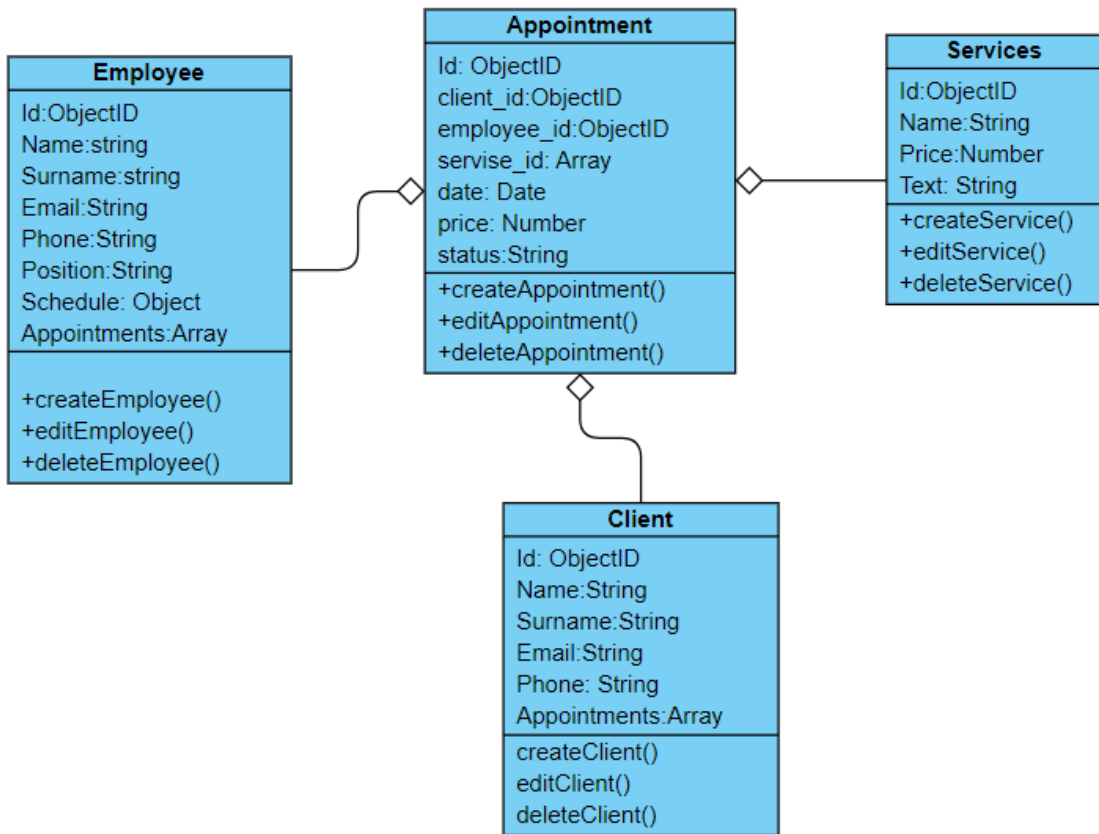 Employee
Id:ObjectID
Name:string
Surname:string
Email:String
Phone:String
Position:String
Schedule: Object
Appointments:Array
+createEmployee()
+editEmployee()
+deleteEmployee()
Appointment
Id: ObjectID
client_id:ObjectID
employee_id:ObjectID
servise_id: Array
date: Date
price: Number
status:String
+createAppointment()
+editAppointment()
+deleteAppointment()
Services
Id:ObjectID
Name:String
Price:Number
Text: String
+createService()
+editService()
+deleteService()
Client
Id: ObjectID
Name:String
Surname:String
Email:String
Phone: String
Appointments:Array
createClient()
editClient()
deleteClient()